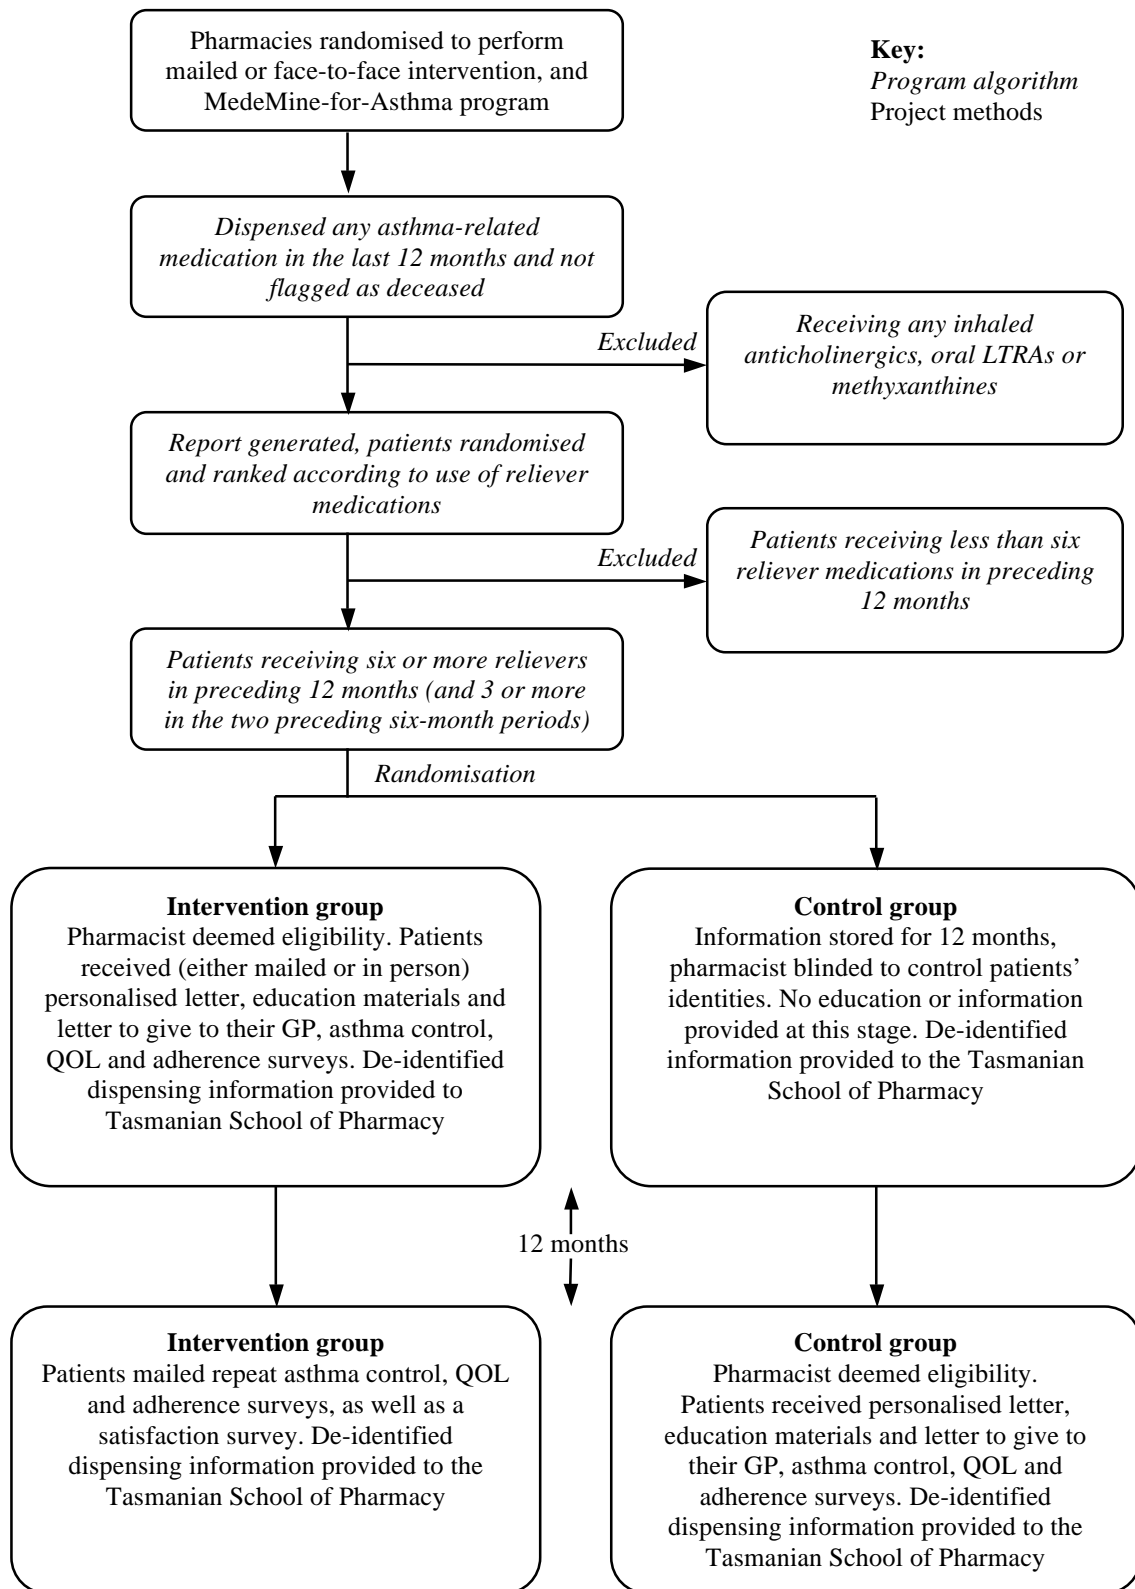 Pharmacies randomised to perform
mailed or face-to-face intervention, and
MedeMine-for-Asthma program
Key:
Program algorithm
Project methods
Dispensed any asthma-related
medication in the last 12 months and not
flagged as deceased
Excluded
Receiving any inhaled
anticholinergics, oral LTRAs or
methyxanthines
Report generated, patients randomised
and ranked according to use of reliever
medications
Excluded
Patients receiving less than six
reliever medications in preceding
12 months
Patients receiving six or more relievers
in preceding 12 months (and 3 or more
in the two preceding six-month periods)
Randomisation
Intervention group
Pharmacist deemed eligibility. Patients
received (either mailed or in person)
personalised letter, education materials and
letter to give to their GP, asthma control,
QOL and adherence surveys. De-identified
dispensing information provided to
Tasmanian School of Pharmacy
Control group
Information stored for 12 months,
pharmacist blinded to control patients’
identities. No education or information
provided at this stage. De-identified
information provided to the Tasmanian
School of Pharmacy
12 months
Intervention group
Patients mailed repeat asthma control, QOL
and adherence surveys, as well as a
satisfaction survey. De-identified
dispensing information provided to the
Tasmanian School of Pharmacy
Control group
Pharmacist deemed eligibility.
Patients received personalised letter,
education materials and letter to give to
their GP, asthma control, QOL and
adherence surveys. De-identified
dispensing information provided to the
Tasmanian School of Pharmacy